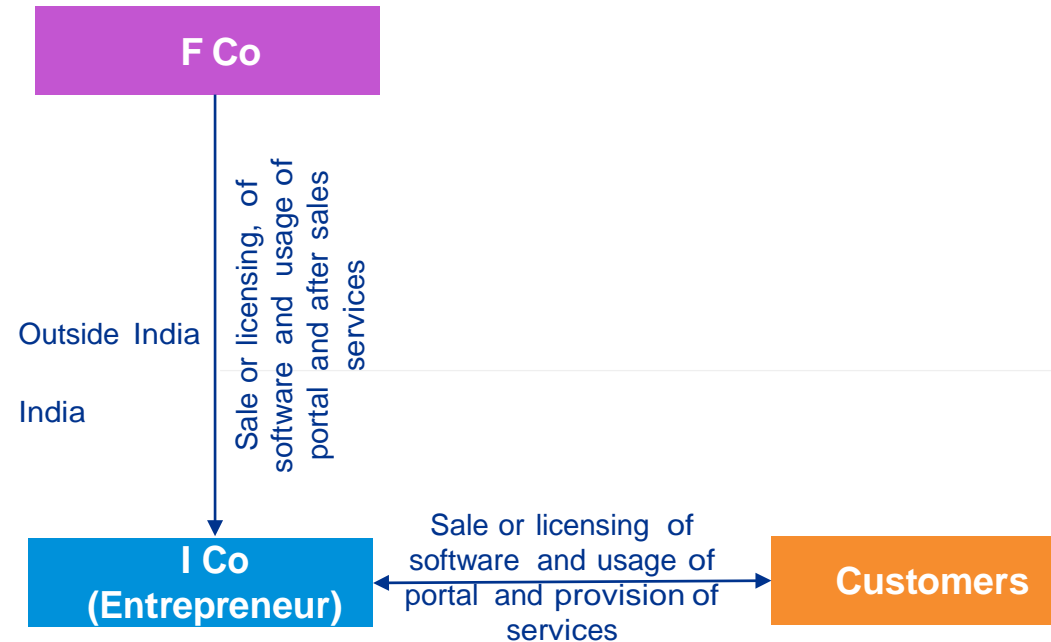 F Co
Sale or licensing, of
software and usage of
portal and after sales
services
Outside India
India
I Co
(Entrepreneur)
Sale or licensing of
software and usage of
portal and provision of
services
Customers